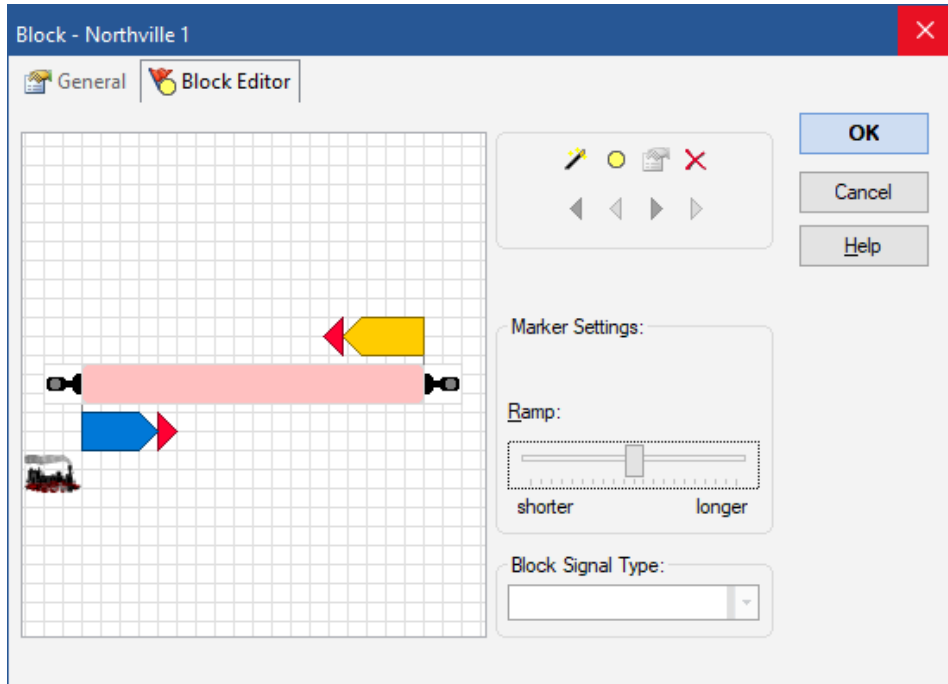 Block - Northville 1
General
Block Editor
OK
Cancel
Help
Marker Settings:
Ramp:
shorter longer
Block Signal Type: